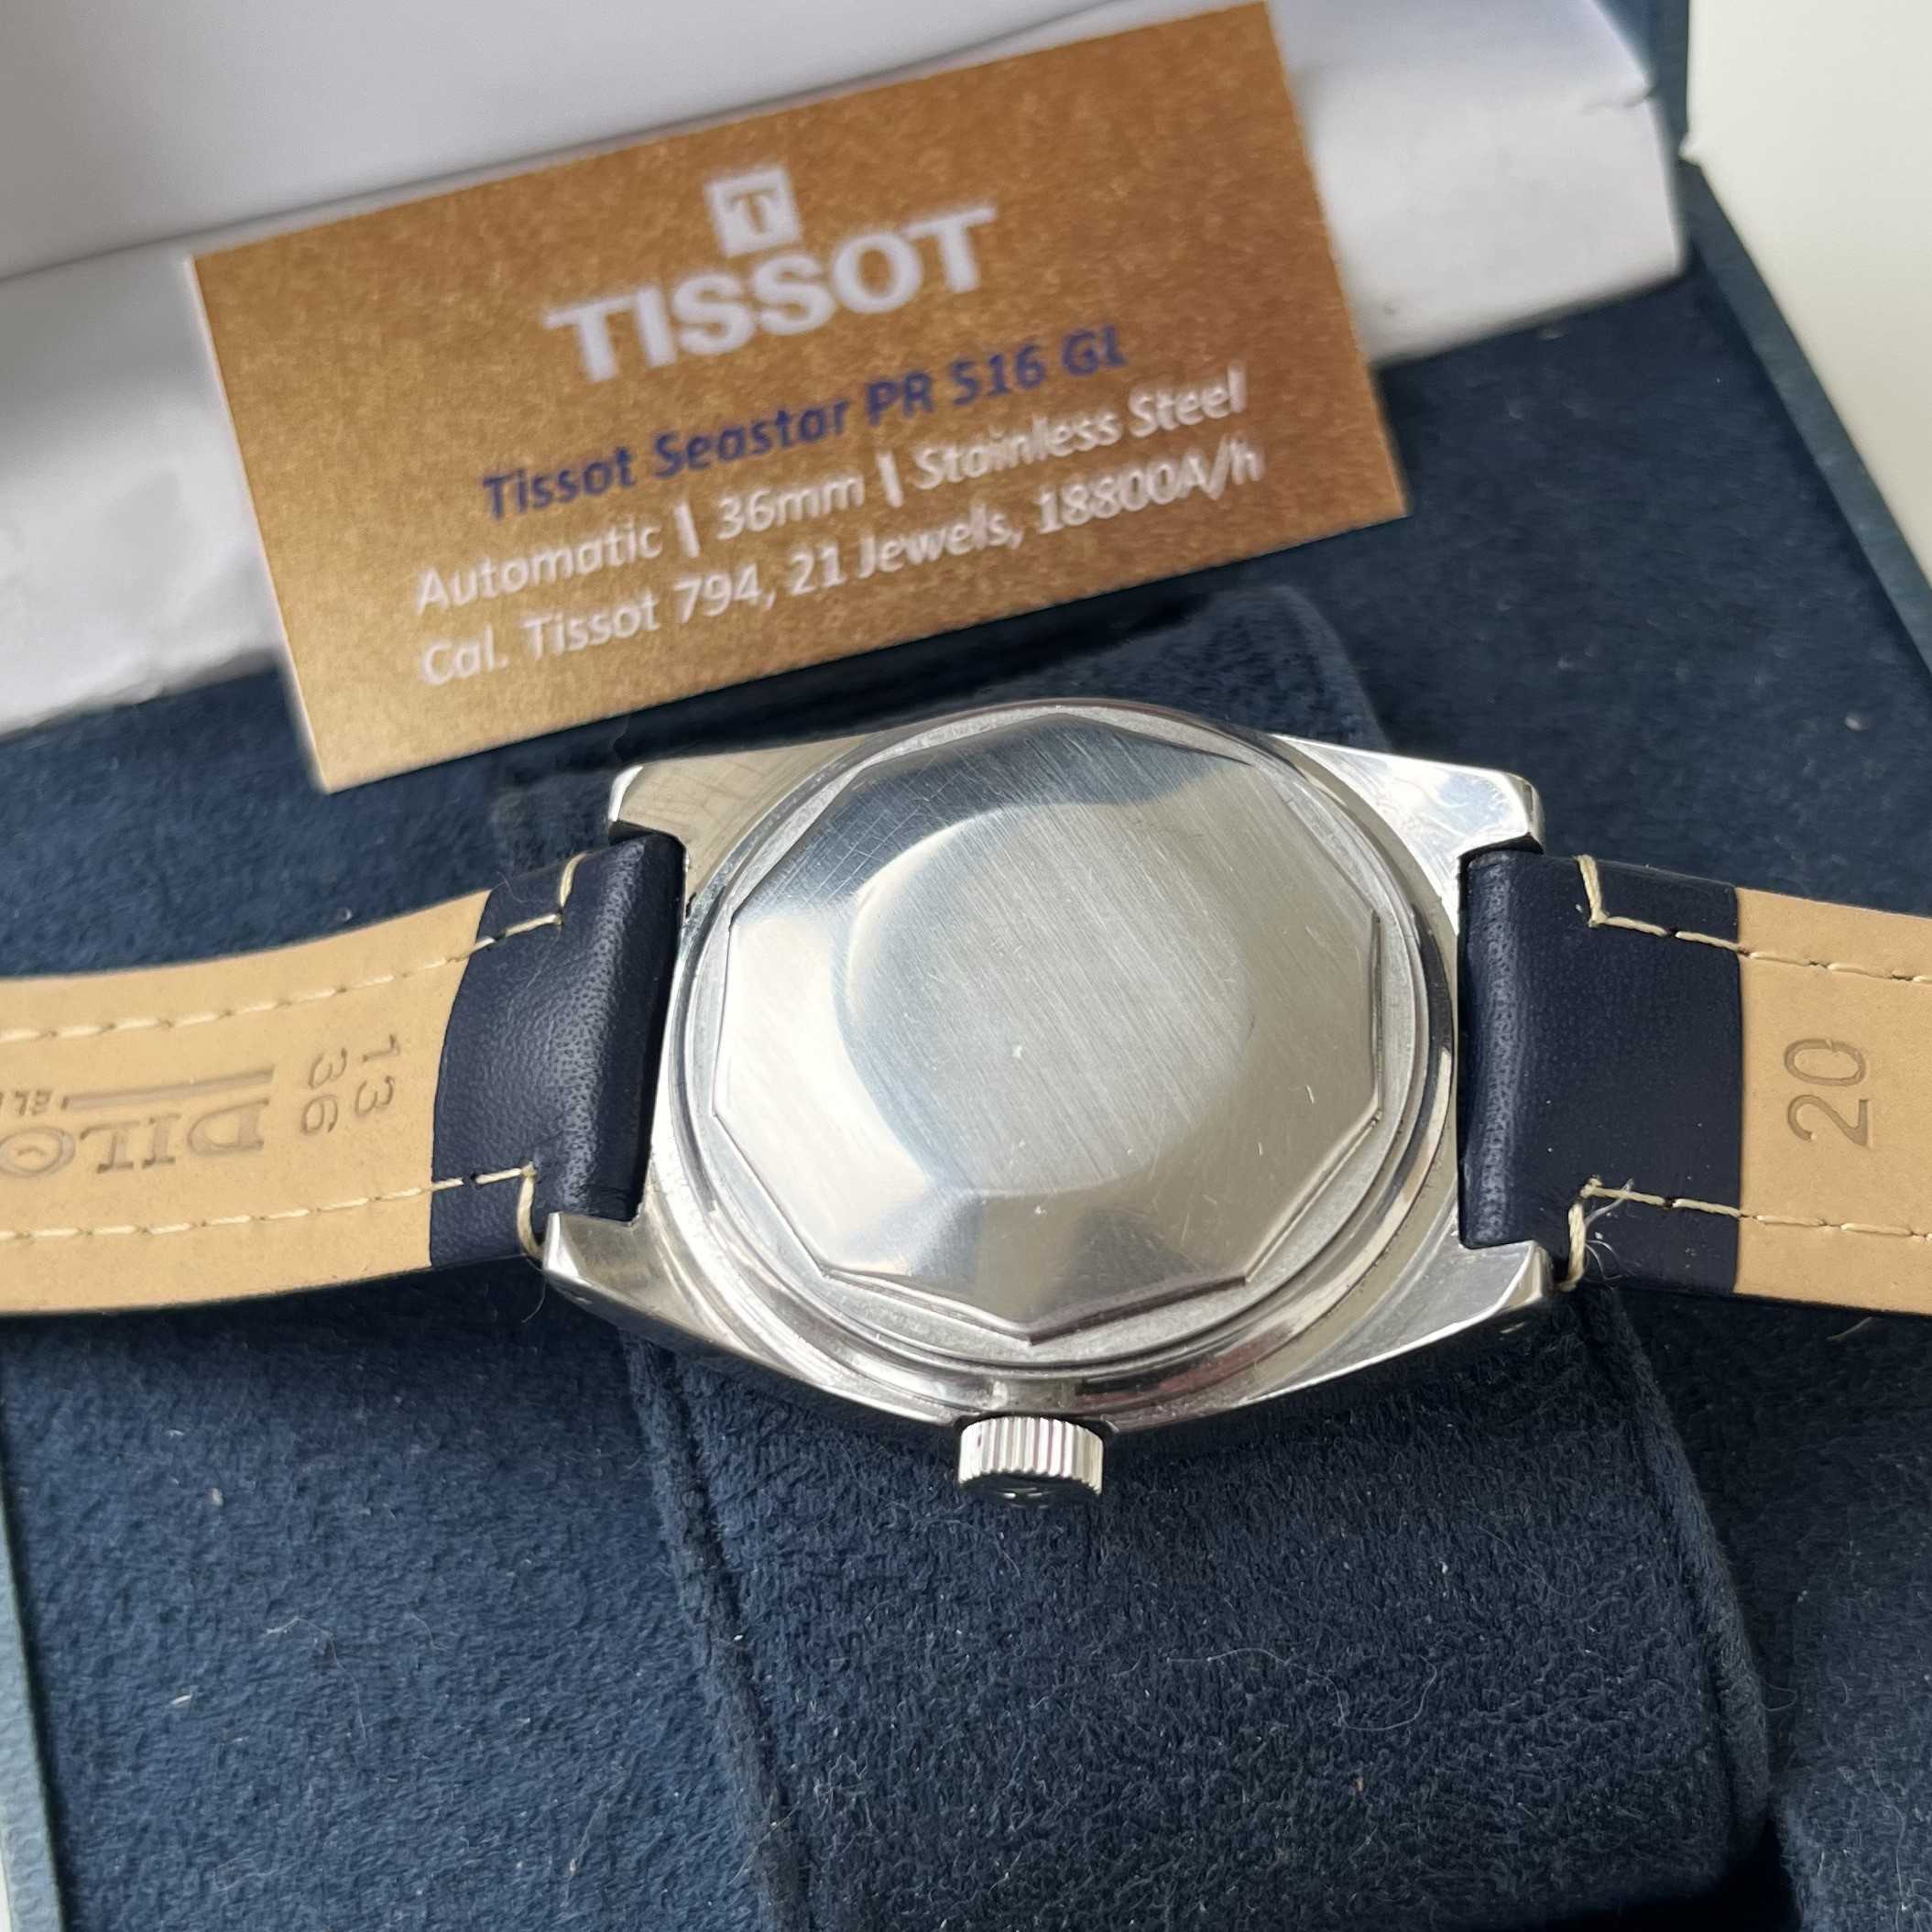 T
TISSOT
Tissot Seastar PR 516 GL
Automatic | 36mm | Stainless Steel
Cal. Tissot 794, 21 Jewels, 18800A/h
13
36
20